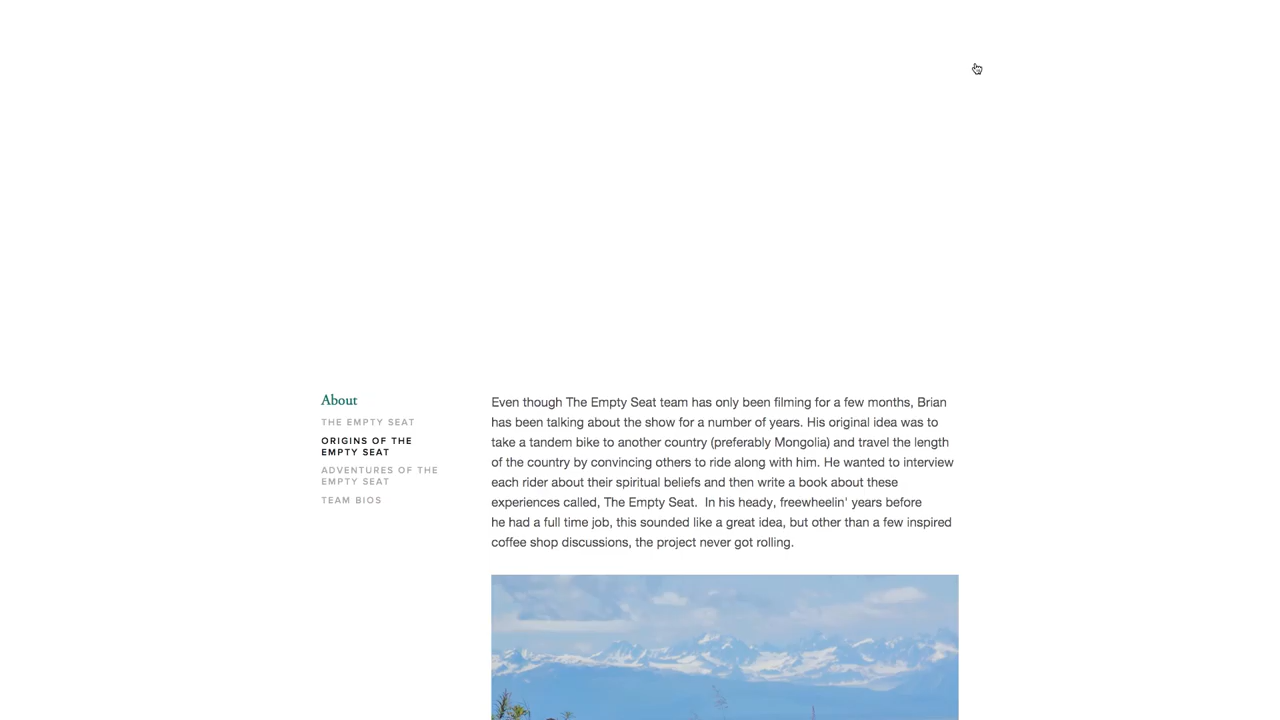 About
THE EMPTY SEAT
ORIGINS OF THE
EMPTY SEAT
ADVENTURES OF THE
EMPTY SEAT
TEAM BIOS
Even though The Empty Seat team has only been filming for a few months, Brian
has been talking about the show for a number of years. His original idea was to
take a tandem bike to another country (preferably Mongolia) and travel the length
of the country by convincing others to ride along with him. He wanted to interview
each rider about their spiritual beliefs and then write a book about these
experiences called, The Empty Seat.  In his heady, freewheelin' years before
he had a full time job, this sounded like a great idea, but other than a few inspired
coffee shop discussions, the project never got rolling.